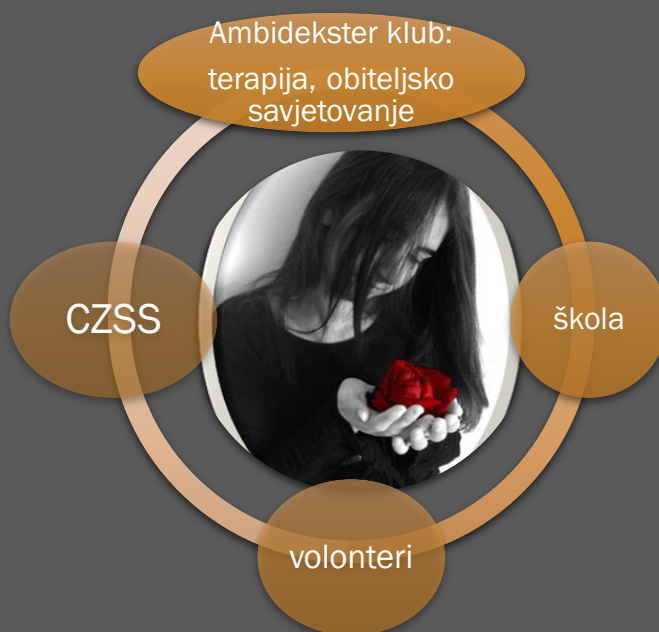 Ambidekster klub:
terapija, obiteljsko
savjetovanje
CZSS
škola
volonteri